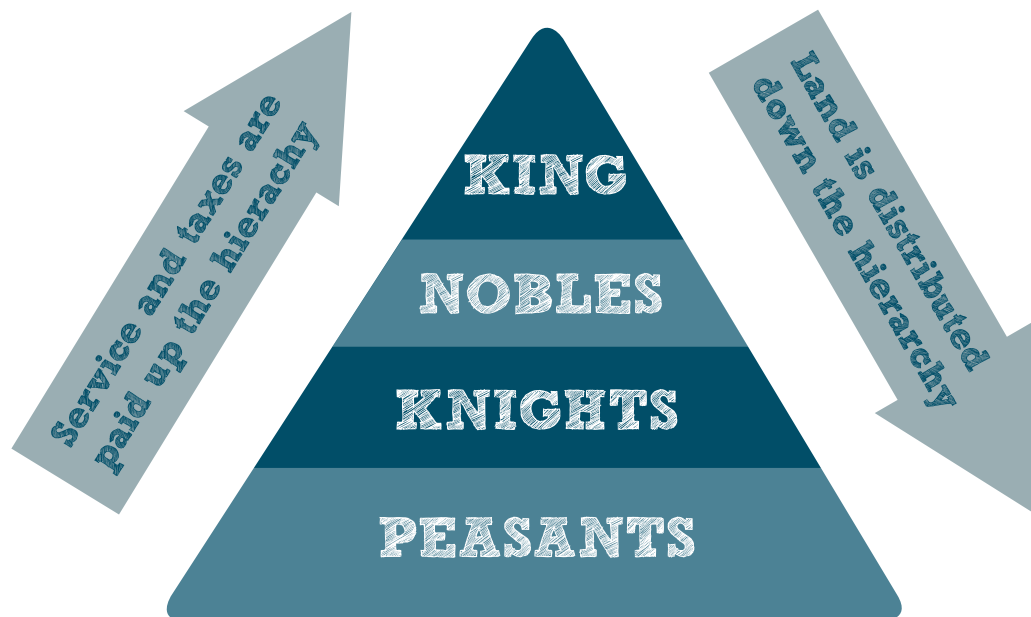 Service and taxes are
paid up the hierachy
KING
NOBLES
KNIGHTS
PEASANTS
Land is distributed
down the hierarchy